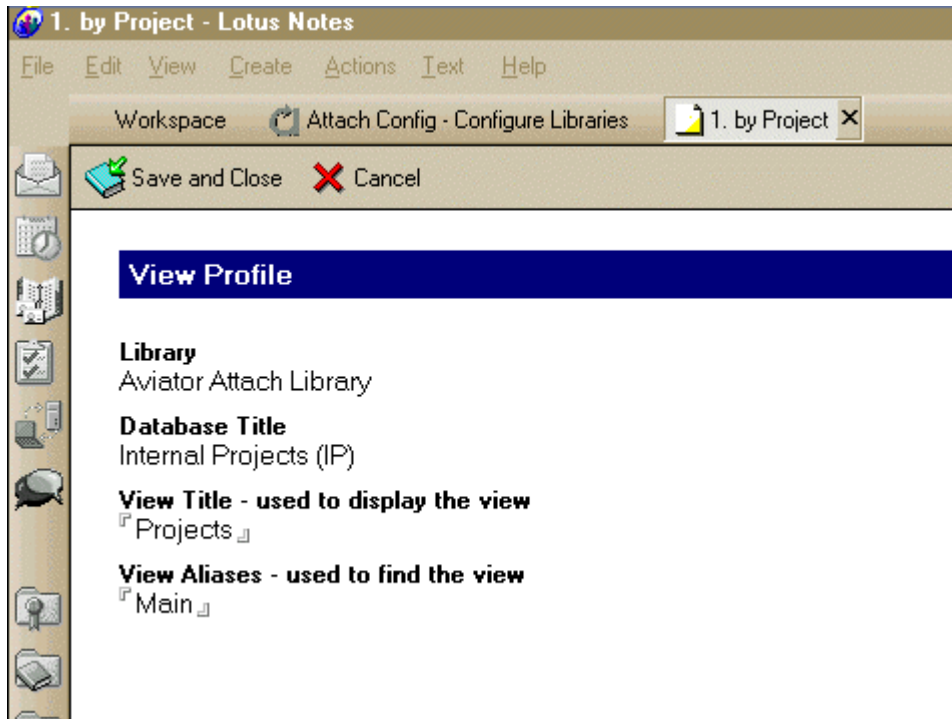 1. by Project - Lotus Notes
File Edit View Create Actions Text Help
Workspace Attach Config - Configure Libraries 1. by Project
Save and Close Cancel
View Profile
Library
Aviator Attach Library
Database Title
Internal Projects (IP)
View Title - used to display the view
Projects
View Aliases - used to find the view
Main